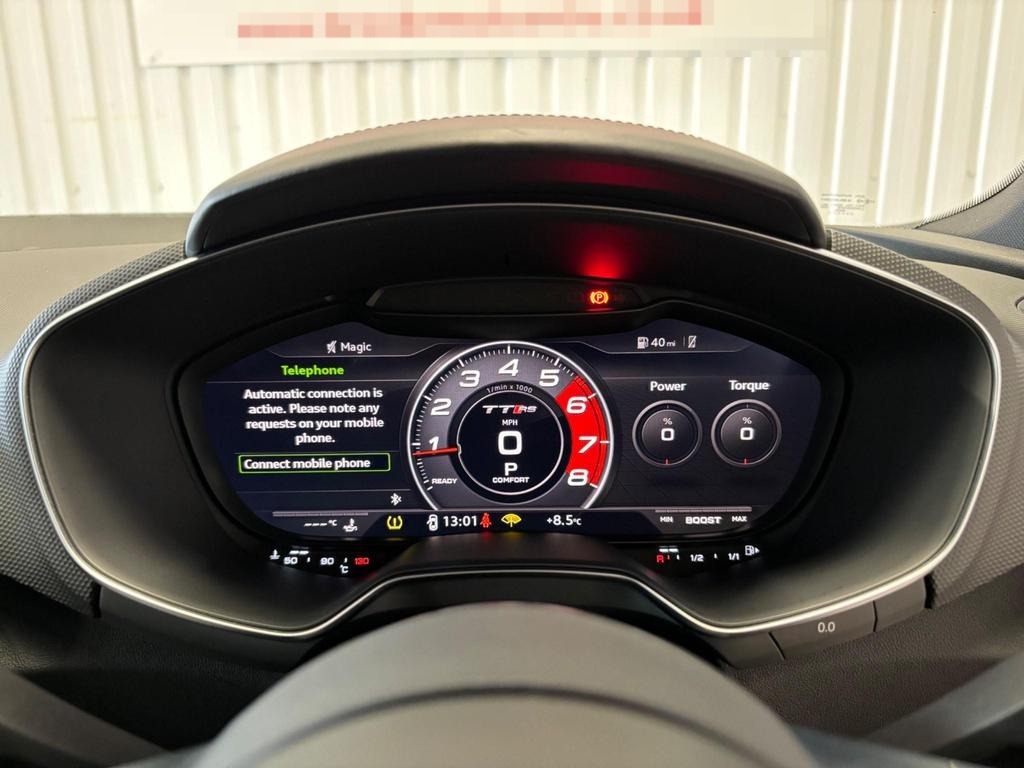 Magic
40 mi
Telephone
Automatic connection is
active. Please note any
requests on your mobile
phone.
Connect mobile phone
1 2 3 4 5 6 7 8
1/min x 1000
TTRS
MPH
0
P
COMFORT
READY
Power
%
0
Torque
%
0
---°C
13:01
+8.5°C
MIN BOOST MAX
50 90 130
°C
R 1/2 1/1
0.0